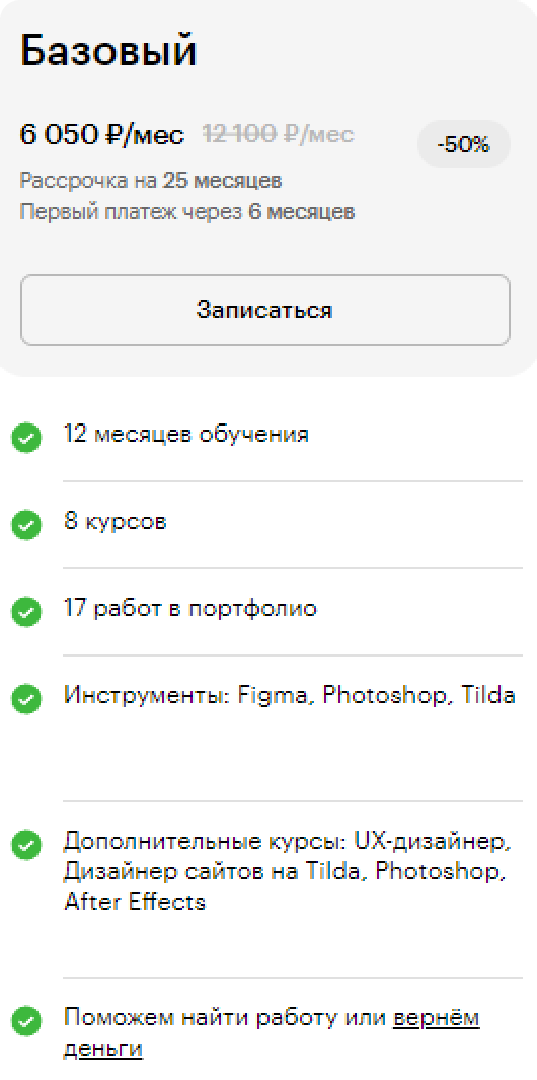 Базовый
6 050 ₽/мес 12 100 ₽/мес -50%
Рассрочка на 25 месяцев
Первый платеж через 6 месяцев
Записаться
12 месяцев обучения
8 курсов
17 работ в портфолио
Инструменты: Figma, Photoshop, Tilda
Дополнительные курсы: UX-дизайнер,
Дизайнер сайтов на Tilda, Photoshop,
After Effects
Поможем найти работу или вернём
деньги